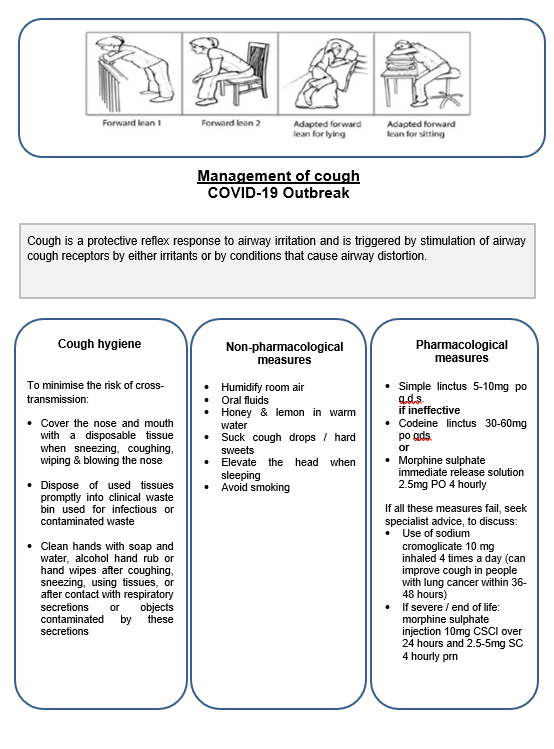 Forward lean 1
Forward lean 2
Adapted forward
lean for lying
Adapted forward
lean for sitting
Management of cough
COVID-19 Outbreak
Cough is a protective reflex response to airway irritation and is triggered by stimulation of airway
cough receptors by either irritants or by conditions that cause airway distortion.
Cough hygiene
To minimise the risk of cross-
transmission:
• Cover the nose and mouth
with a disposable tissue
when sneezing, coughing,
wiping & blowing the nose
• Dispose of used tissues
promptly into clinical waste
bin used for infectious or
contaminated waste
• Clean hands with soap and
water, alcohol hand rub or
hand wipes after coughing,
sneezing, using tissues, or
after contact with respiratory
secretions or objects
contaminated by these
secretions
Non-pharmacological
measures
• Humidify room air
• Oral fluids
• Honey & lemon in warm
water
• Suck cough drops / hard
sweets
• Elevate the head when
sleeping
• Avoid smoking
Pharmacological
measures
• Simple linctus 5-10mg po
q.d.s.
if ineffective
• Codeine linctus 30-60mg
po qds
or
• Morphine sulphate
immediate release solution
2.5mg PO 4 hourly
If all these measures fail, seek
specialist advice, to discuss:
• Use of sodium
cromoglicate 10 mg
inhaled 4 times a day (can
improve cough in people
with lung cancer within 36-
48 hours)
• If severe / end of life:
morphine sulphate
injection 10mg CSCI over
24 hours and 2.5-5mg SC
4 hourly prn